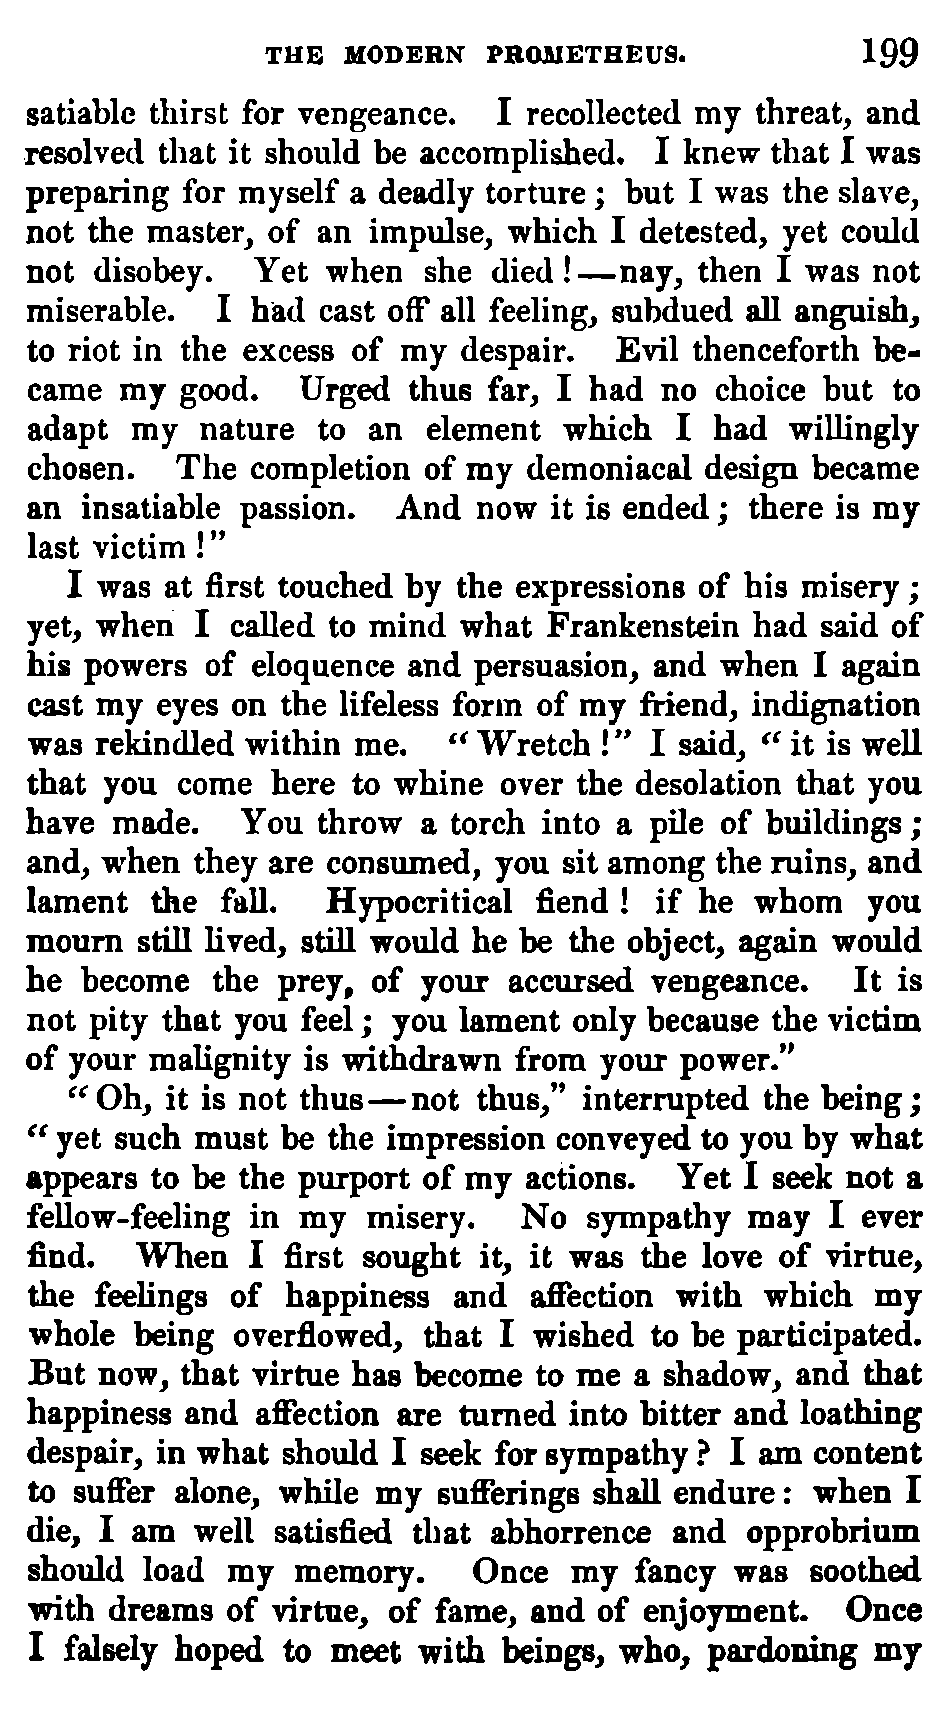 THE MODERN PROMETHEUS. 199
satiable thirst for vengeance. I recollected my threat, and
resolved that it should be accomplished. I knew that I was
preparing for myself a deadly torture; but I was the slave,
not the master, of an impulse, which I detested, yet could
not disobey. Yet when she died!—nay, then I was not
miserable. I had cast off all feeling, subdued all anguish,
to riot in the excess of my despair. Evil thenceforth be-
came my good. Urged thus far, I had no choice but to
adapt my nature to an element which I had willingly
chosen. The completion of my demoniacal design became
an insatiable passion. And now it is ended; there is my
last victim!"
I was at first touched by the expressions of his misery;
yet, when I called to mind what Frankenstein had said of
his powers of eloquence and persuasion, and when I again
cast my eyes on the lifeless form of my friend, indignation
was rekindled within me. "Wretch!" I said, "it is well
that you come here to whine over the desolation that you
have made. You throw a torch into a pile of buildings;
and, when they are consumed, you sit among the ruins, and
lament the fall. Hypocritical fiend! if he whom you
mourn still lived, still would he be the object, again would
he become the prey, of your accursed vengeance. It is
not pity that you feel; you lament only because the victim
of your malignity is withdrawn from your power."
"Oh, it is not thus—not thus," interrupted the being;
"yet such must be the impression conveyed to you by what
appears to be the purport of my actions. Yet I seek not a
fellow-feeling in my misery. No sympathy may I ever
find. When I first sought it, it was the love of virtue,
the feelings of happiness and affection with which my
whole being overflowed, that I wished to be participated.
But now, that virtue has become to me a shadow, and that
happiness and affection are turned into bitter and loathing
despair, in what should I seek for sympathy? I am content
to suffer alone, while my sufferings shall endure: when I
die, I am well satisfied that abhorrence and opprobrium
should load my memory. Once my fancy was soothed
with dreams of virtue, of fame, and of enjoyment. Once
I falsely hoped to meet with beings, who, pardoning my